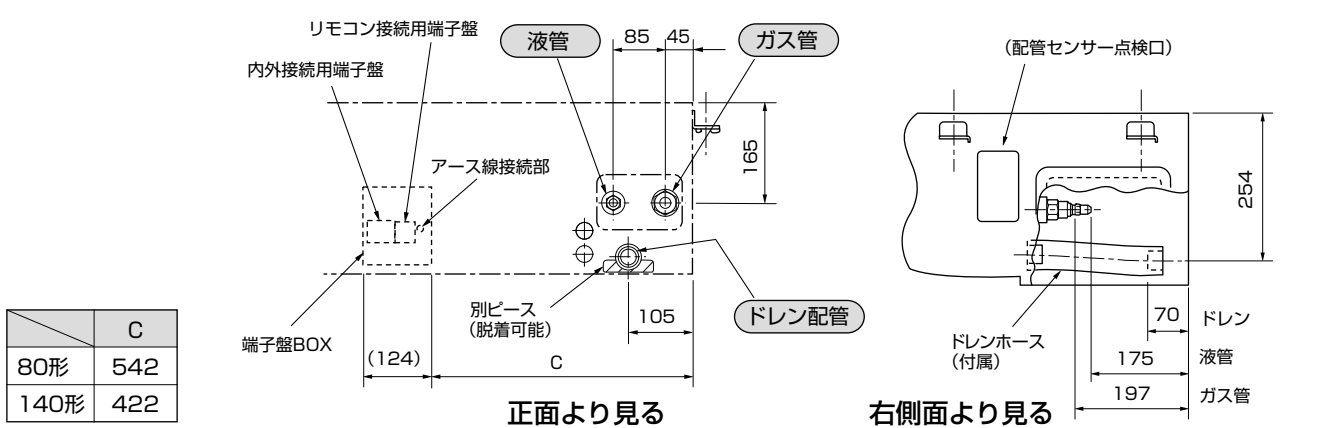 リモコン接続用端子盤
内外接続用端子盤
液管
85
45
ガス管
アース線接続部
165
別ピース
(脱着可能)
105
ドレン配管
端子盤BOX
(124)
C
正面より見る
C
80形 542
140形 422
(配管センサー点検口)
254
ドレンホース
(付属)
70 ドレン
175 液管
197 ガス管
右側面より見る